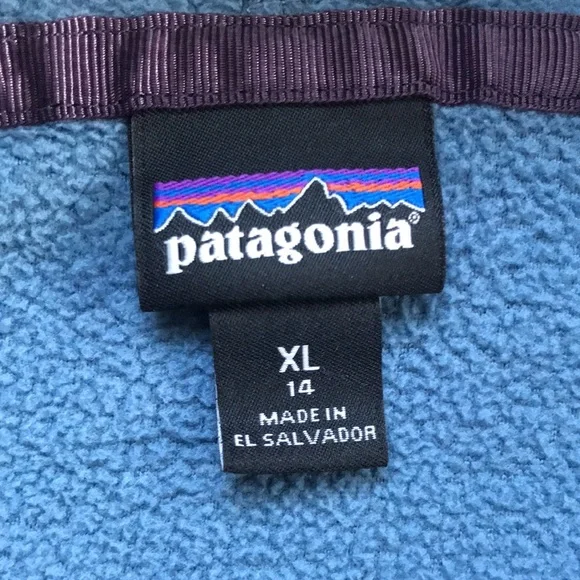 patagonia®
XL
14
MADE IN
EL SALVADOR